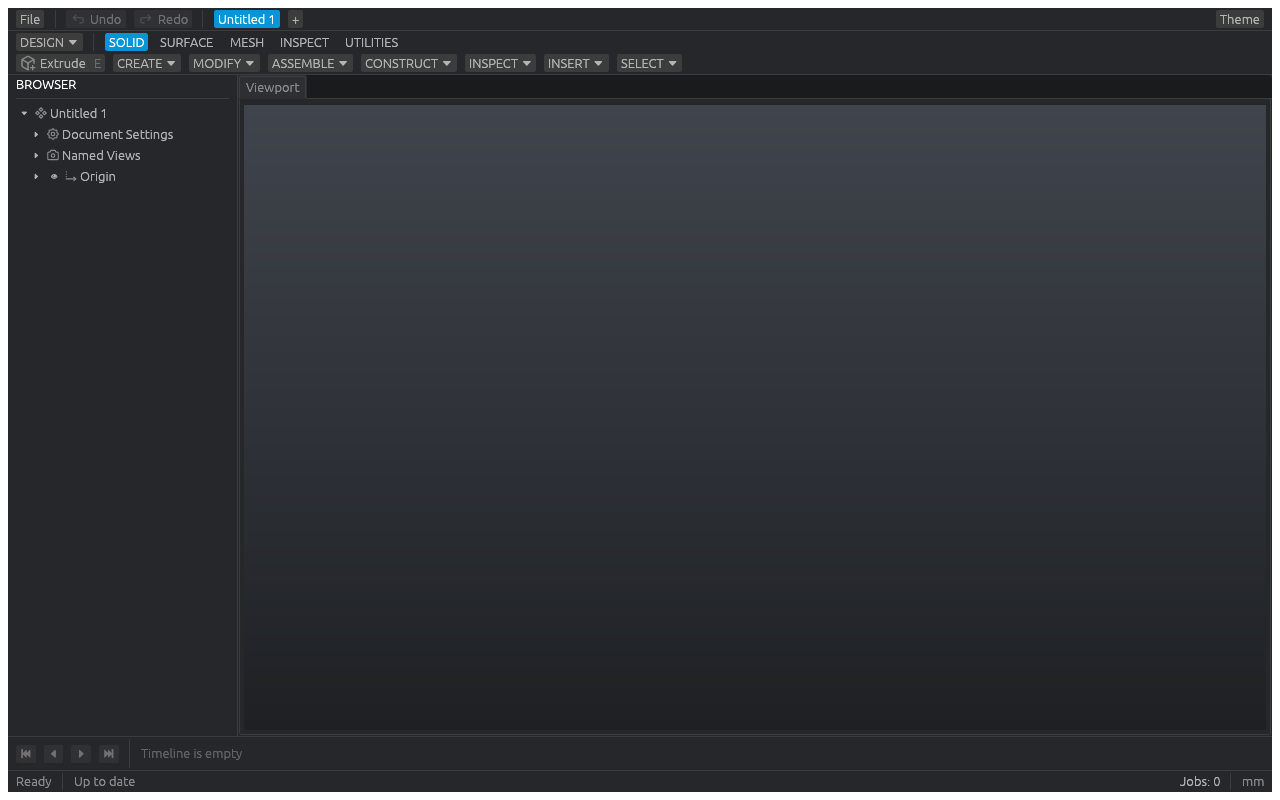 File Undo Redo Untitled 1 + Theme
DESIGN SOLID SURFACE MESH INSPECT UTILITIES
Extrude E CREATE MODIFY ASSEMBLE CONSTRUCT INSPECT INSERT SELECT
BROWSER
Viewport
Untitled 1
Document Settings
Named Views
Origin
Timeline is empty
Ready Up to date Jobs: 0 mm